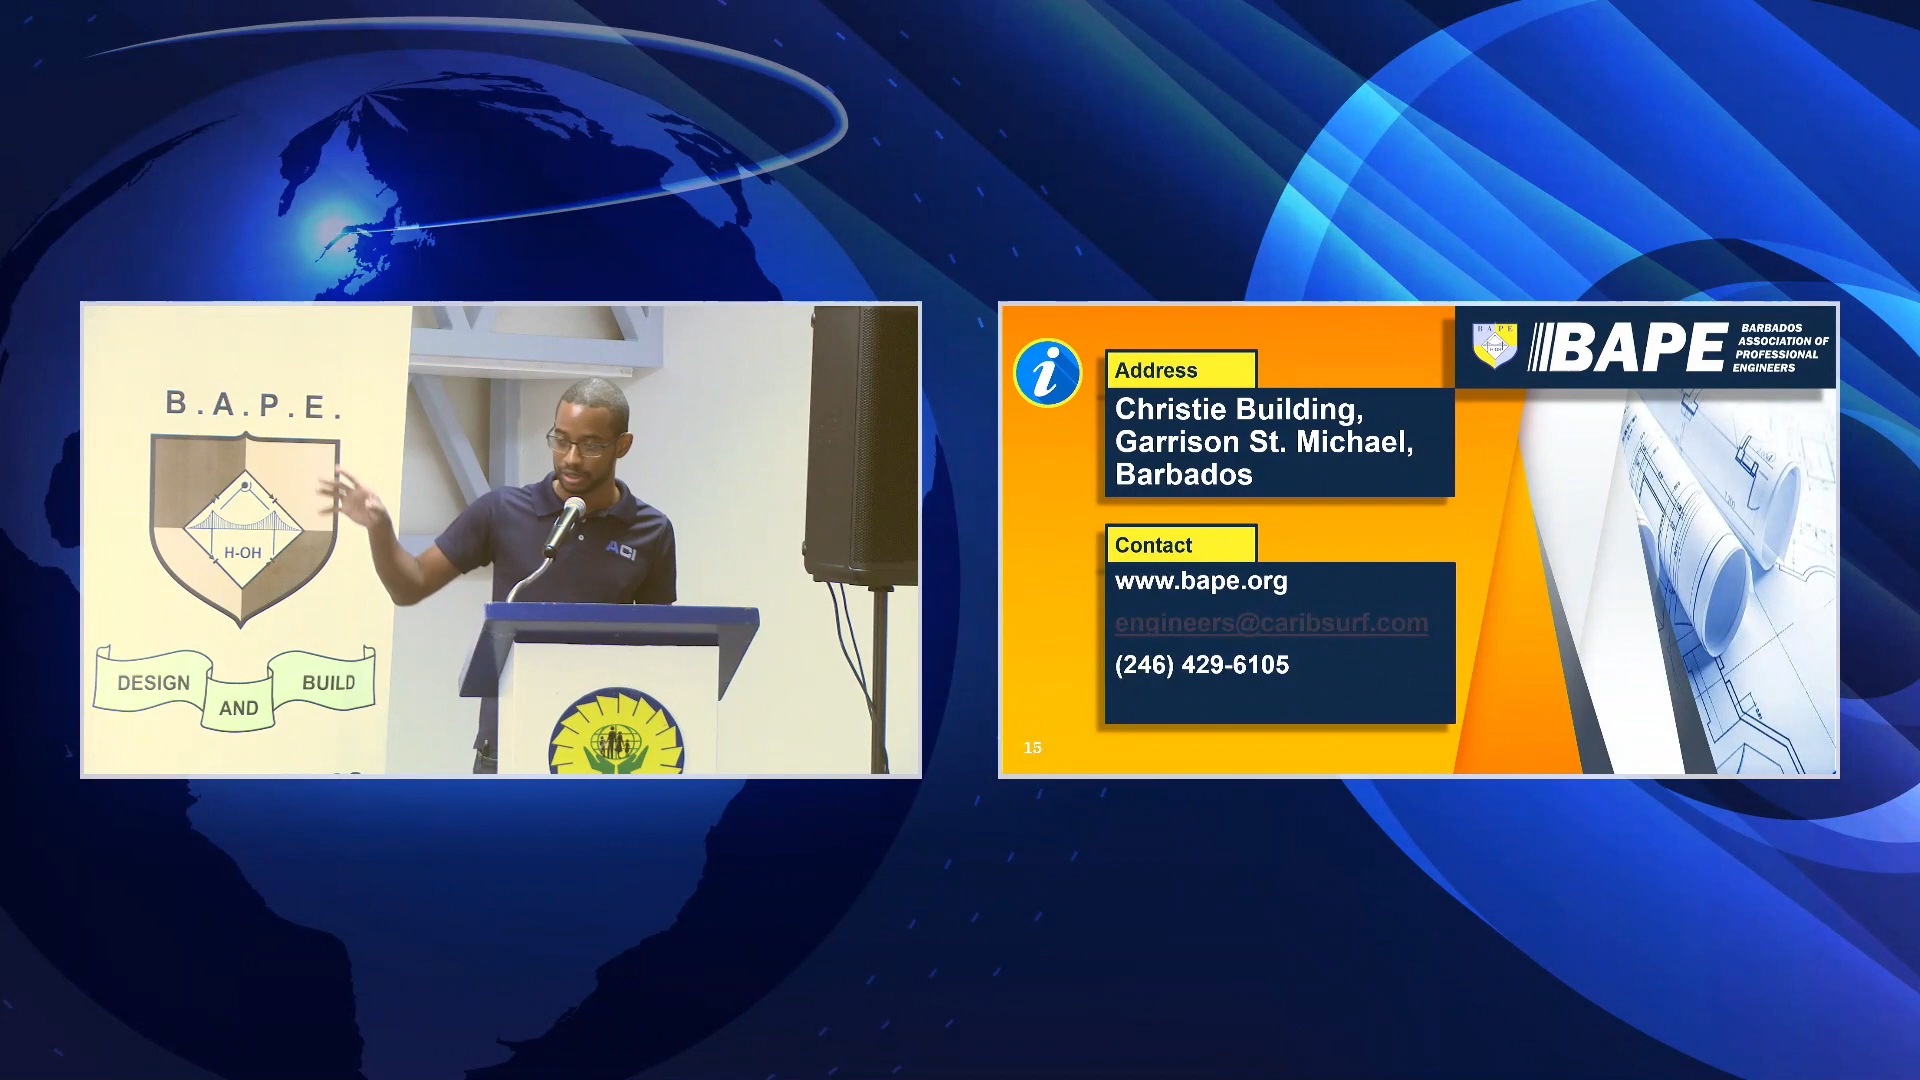 B.A.P.E.
H-OH
DESIGN AND BUILD
ACI
BAPE
BAPE
BARBADOS
ASSOCIATION OF
PROFESSIONAL
ENGINEERS
Address
Christie Building,
Garrison St. Michael,
Barbados
Contact
www.bape.org
engineers@caribsurf.com
(246) 429-6105
15